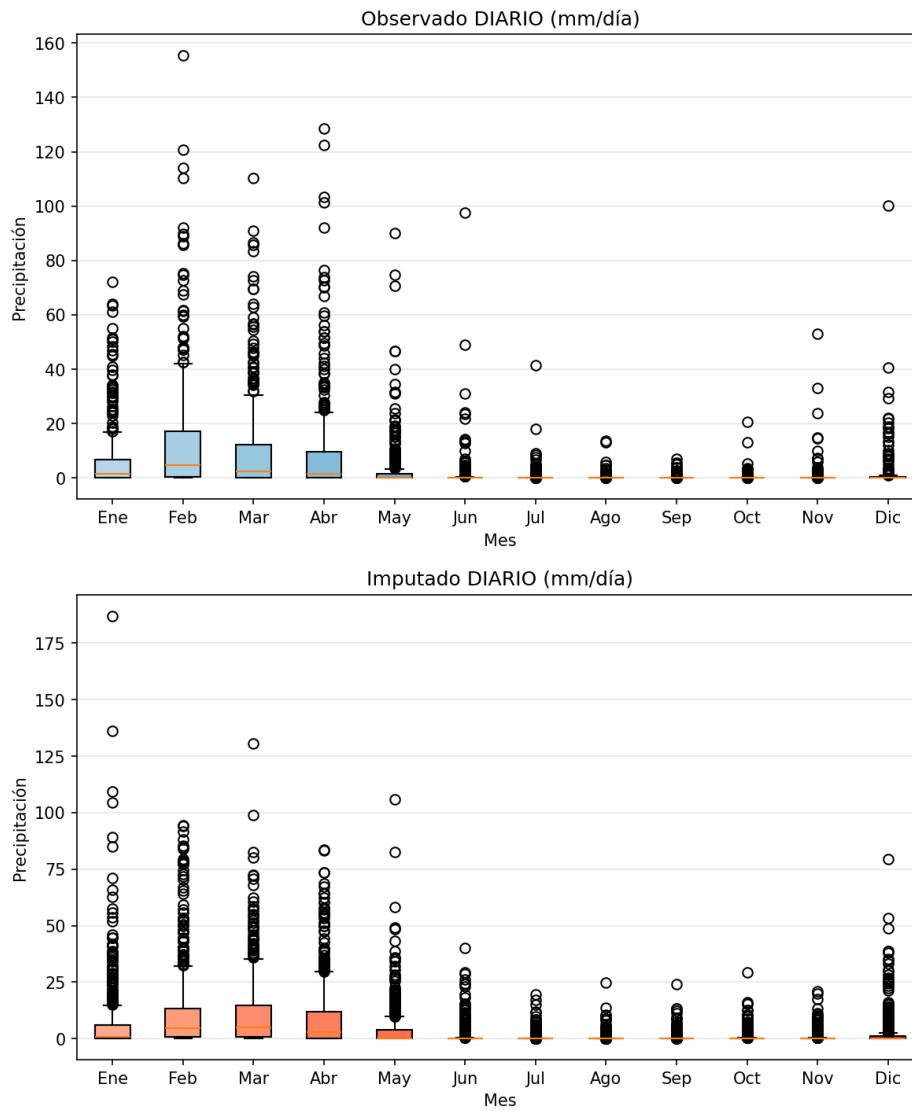 Observado DIARIO (mm/día)
Precipitación
160
140
120
100
80
60
40
20
0
Ene Feb Mar Abr May Jun Jul Ago Sep Oct Nov Dic
Mes
Imputado DIARIO (mm/día)
Precipitación
175
150
125
100
75
50
25
0
Ene Feb Mar Abr May Jun Jul Ago Sep Oct Nov Dic
Mes